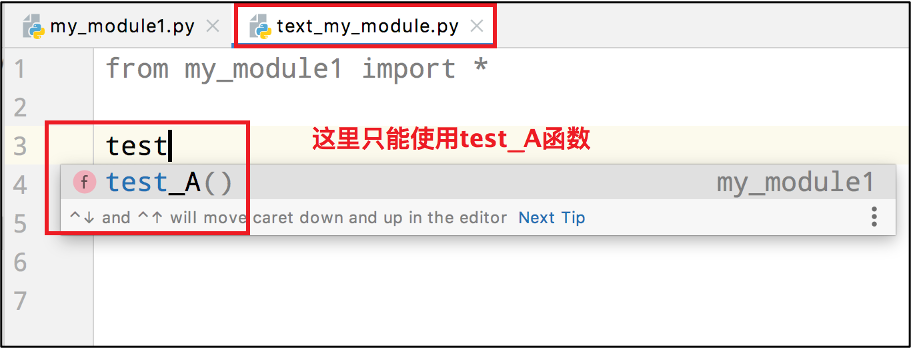 my_module1.py × text_my_module.py ×
1 from my_module1 import *
2
3 test 这里只能使用test_A函数
4 f test_A() my_module1
5 ^↓ and ^↑ will move caret down and up in the editor Next Tip
6
7